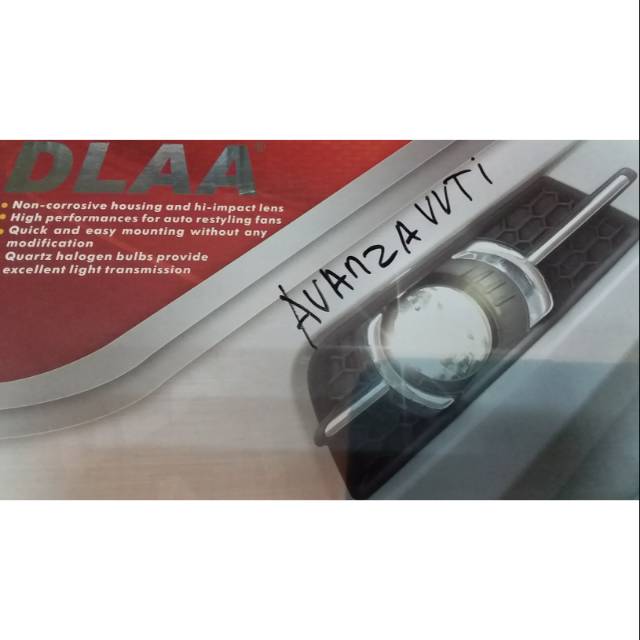 DLAA®
• Non-corrosive housing and hi-impact lens
• High performances for auto restyling fans
• Quick and easy mounting without any
modification
Quartz halogen bulbs provide
excellent light transmission
AVANZA VVTi